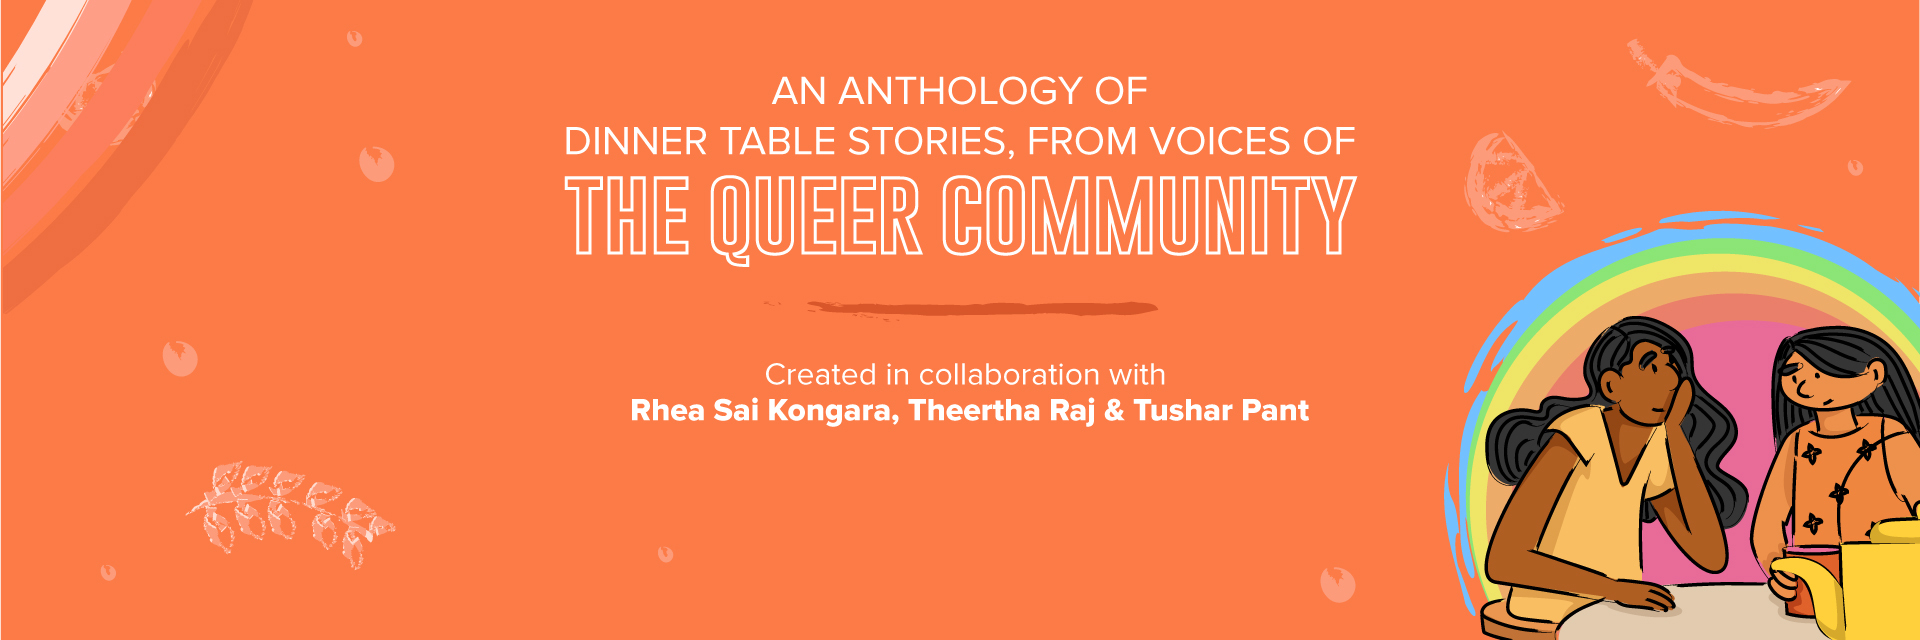 AN ANTHOLOGY OF
DINNER TABLE STORIES, FROM VOICES OF
THE QUEER COMMUNITY
Created in collaboration with
Rhea Sai Kongara, Theertha Raj & Tushar Pant